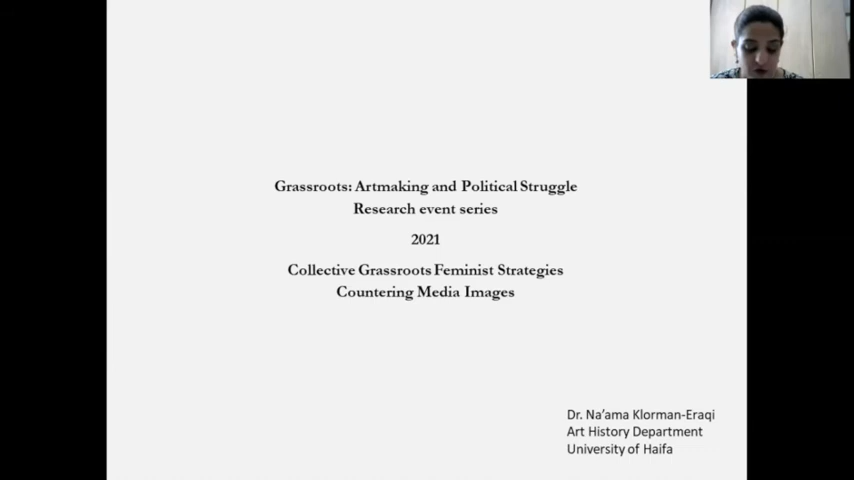 Grassroots: Artmaking and Political Struggle
Research event series
2021
Collective Grassroots Feminist Strategies
Countering Media Images
Dr. Na’ama Klorman-Eraqi
Art History Department
University of Haifa